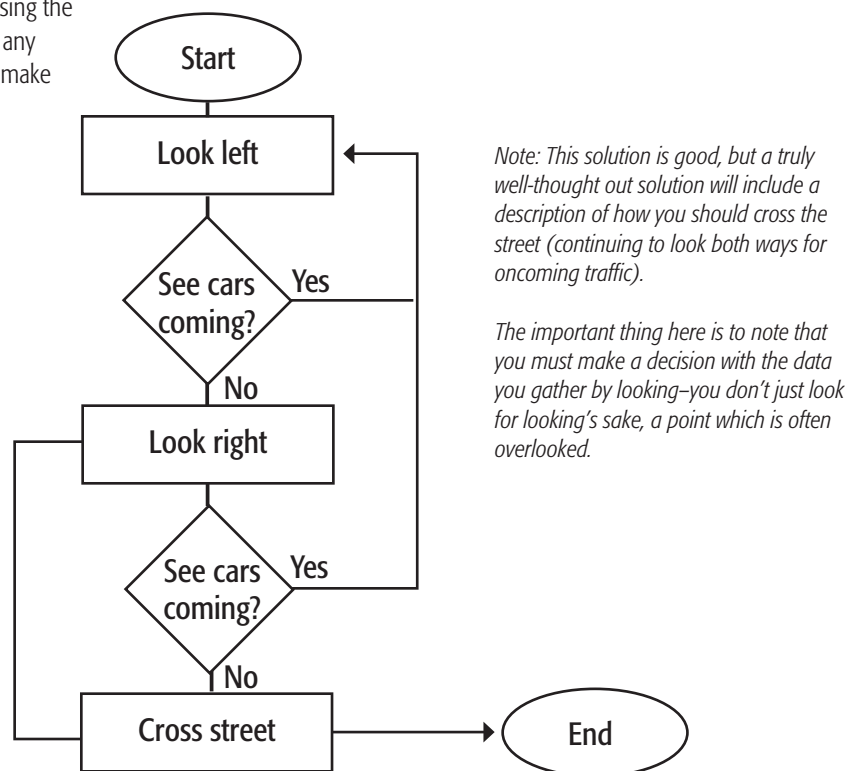 sing the
any
make
Start
Look left
See cars
coming?
Yes
No
Look right
See cars
coming?
Yes
No
Cross street
End
Note: This solution is good, but a truly
well-thought out solution will include a
description of how you should cross the
street (continuing to look both ways for
oncoming traffic).
The important thing here is to note that
you must make a decision with the data
you gather by looking–you don’t just look
for looking’s sake, a point which is often
overlooked.